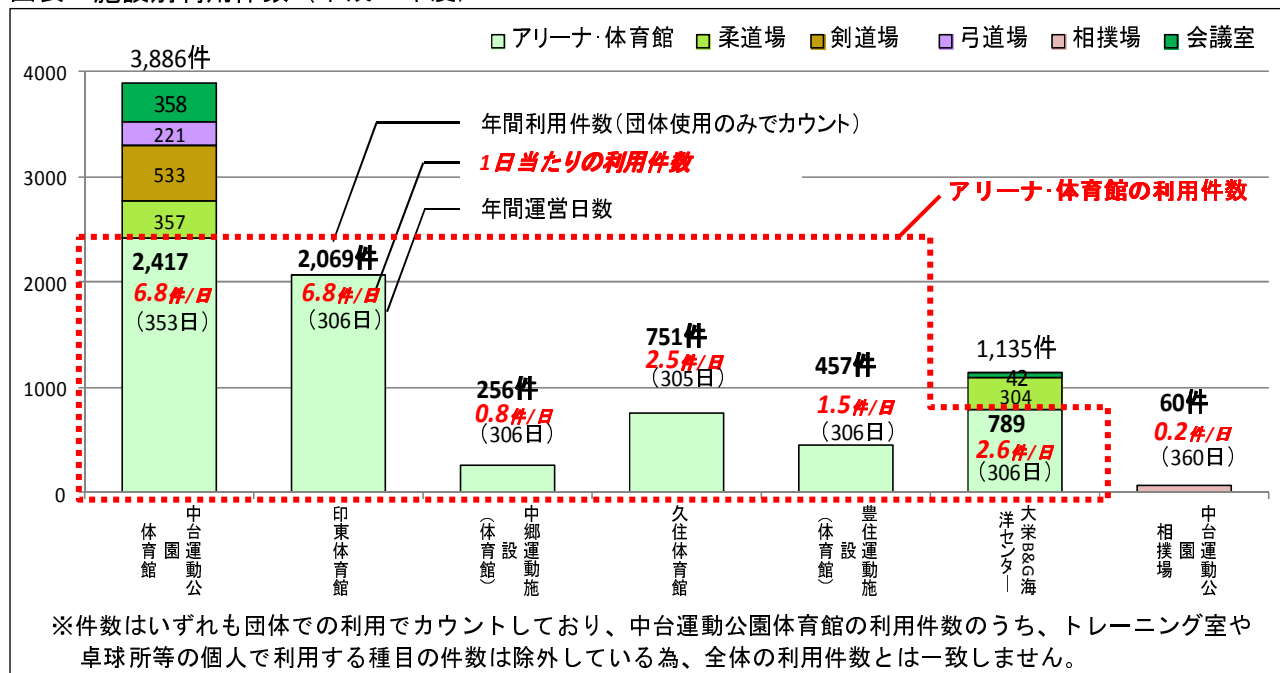 アリーナ・体育館 柔道場 剣道場 弓道場 相撲場 会議室
4000
3000
2000
1000
0
3,886件
358
221
533
357
2,417
6.8件/日
(353日)
年間利用件数(団体使用のみでカウント)
1日当たりの利用件数
年間運営日数
アリーナ・体育館の利用件数
2,069件
6.8件/日
(306日)
256件
0.8件/日
(306日)
751件
2.5件/日
(305日)
457件
1.5件/日
(306日)
1,135件
42
304
789
2.6件/日
(306日)
60件
0.2件/日
(360日)
中台運動公
園
体育館
印東体育館
中郷運動施
設
(体育館)
久住体育館
豊住運動施
設
(体育館)
大栄B&G海
洋センター
中台運動公
園
相撲場
※件数はいずれも団体での利用でカウントしており、中台運動公園体育館の利用件数のうち、トレーニング室や
卓球所等の個人で利用する種目の件数は除外している為、全体の利用件数とは一致しません。